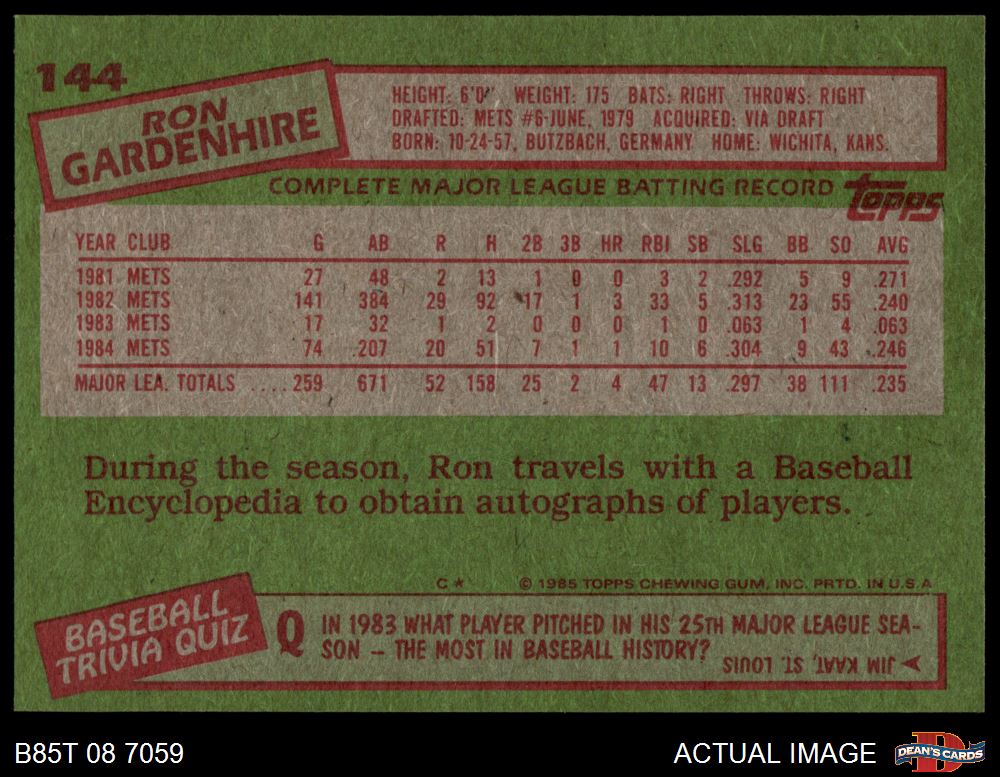 144
RON
GARDENHIRE
HEIGHT: 6'0" WEIGHT: 175 BATS: RIGHT THROWS: RIGHT
DRAFTED: METS #6-JUNE, 1979 ACQUIRED: VIA DRAFT
BORN: 10-24-57, BUTZBACH, GERMANY HOME: WICHITA, KANS.
COMPLETE MAJOR LEAGUE BATTING RECORD topps
YEAR CLUB G AB R H 2B 3B HR RBI SB SLG BB SO AVG
1981 METS 27 48 2 13 1 0 0 3 2 .292 5 9 .271
1982 METS 141 384 29 92 17 1 3 33 5 .313 23 55 .240
1983 METS 17 32 1 2 0 0 0 1 0 .063 1 4 .063
1984 METS 74 .207 20 51 7 1 1 10 6 .304 9 43 .246
MAJOR LEA. TOTALS ....259 671 52 158 25 2 4 47 13 .297 38 111 .235
During the season, Ron travels with a Baseball
Encyclopedia to obtain autographs of players.
C★ © 1985 TOPPS CHEWING GUM, INC. PRTD. IN U.S.A
BASEBALL
TRIVIA QUIZ
Q IN 1983 WHAT PLAYER PITCHED IN HIS 25TH MAJOR LEAGUE SEA-
SON – THE MOST IN BASEBALL HISTORY?
JIM KAAT, ST. LOUIS
B85T 08 7059
ACTUAL IMAGE
DEAN'S CARDS